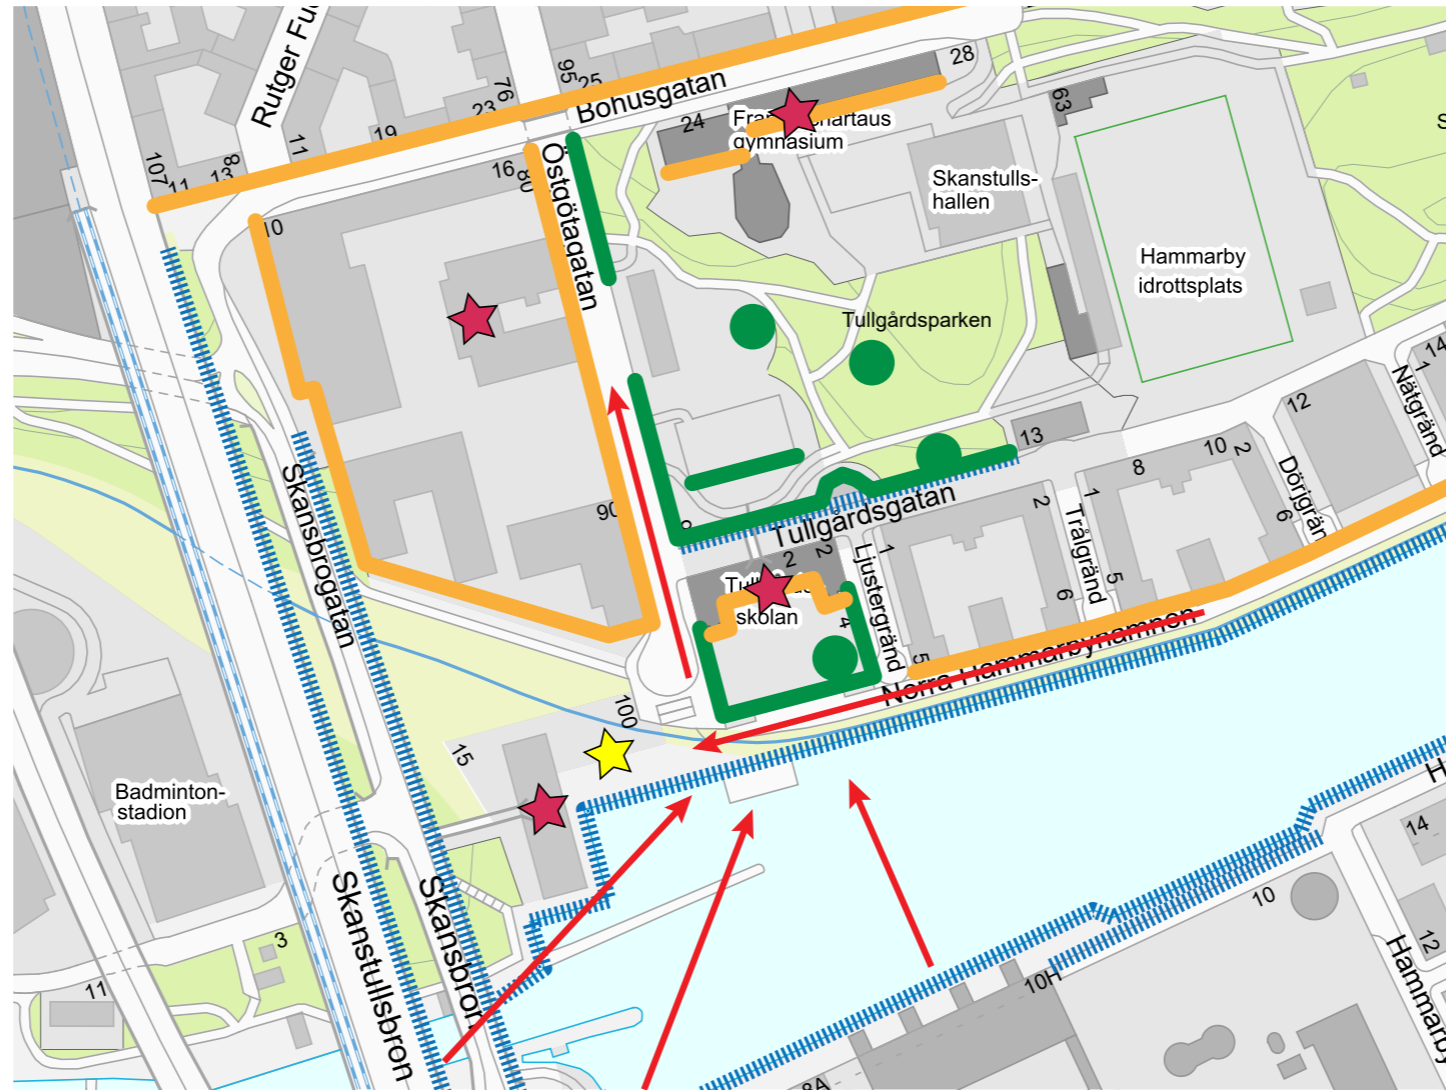 Rutger Fu
76
95
25
23
19
11
8
13
11
107
Bohusgatan
24
28
gymnasium
63
Skanstulls-
hallen
Hammarby
idrottsplats
S
16
80
10
Östgötagatan
Tullgårdsparken
14
1
Nätgränd
12
13
10
2
8
Dörjgrän
6
90
9
Tullgårdsgatan
2
2
1
2
1
Trålgränd
5
6
Ljustergränd
4
5
skolan
Norra Hammarbyhamnen
Skansbrogatan
100
15
Badminton-
stadion
Skanstullsbron
Skansbron
3
11
H
14
10
12
10H
Hammarby
8A